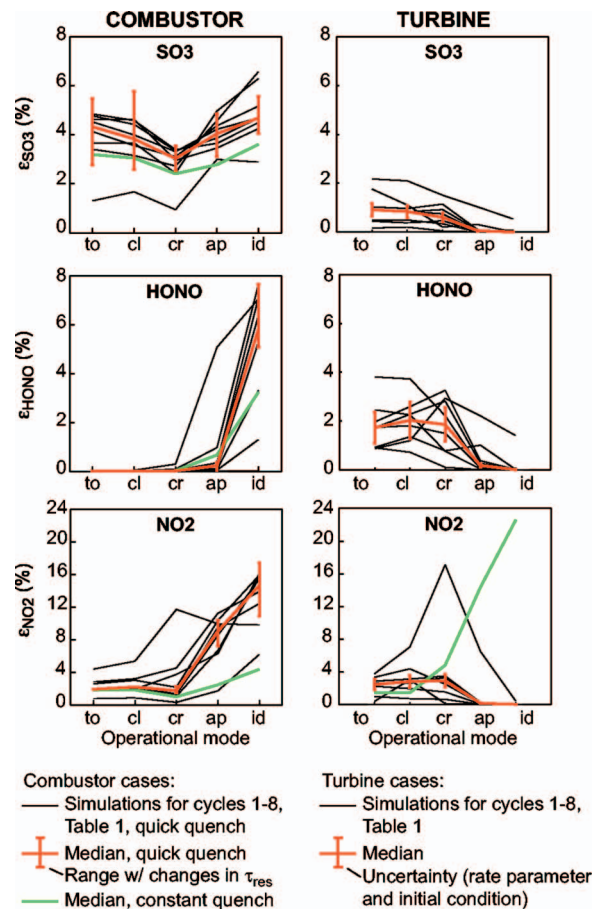 COMBUSTOR TURBINE
SO3 SO3
εSO3 (%)
8
6
4
2
0
to cl cr ap id
8
6
4
2
0
to cl cr ap id
HONO HONO
εHONO (%)
8
6
4
2
0
to cl cr ap id
8
6
4
2
0
to cl cr ap id
NO2 NO2
εNO2 (%)
24
20
16
12
8
4
0
to cl cr ap id
Operational mode
24
20
16
12
8
4
0
to cl cr ap id
Operational mode
Combustor cases:
Simulations for cycles 1-8,
Table 1, quick quench
Median, quick quench
Range w/ changes in τres
Median, constant quench
Turbine cases:
Simulations for cycles 1-8,
Table 1
Median
Uncertainty (rate parameter
and initial condition)